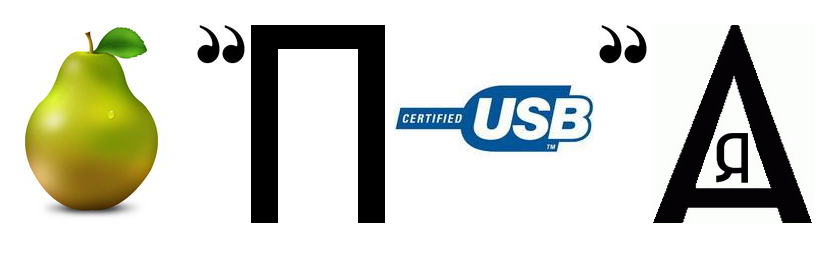 “ П CERTIFIED USB TM “ А Я